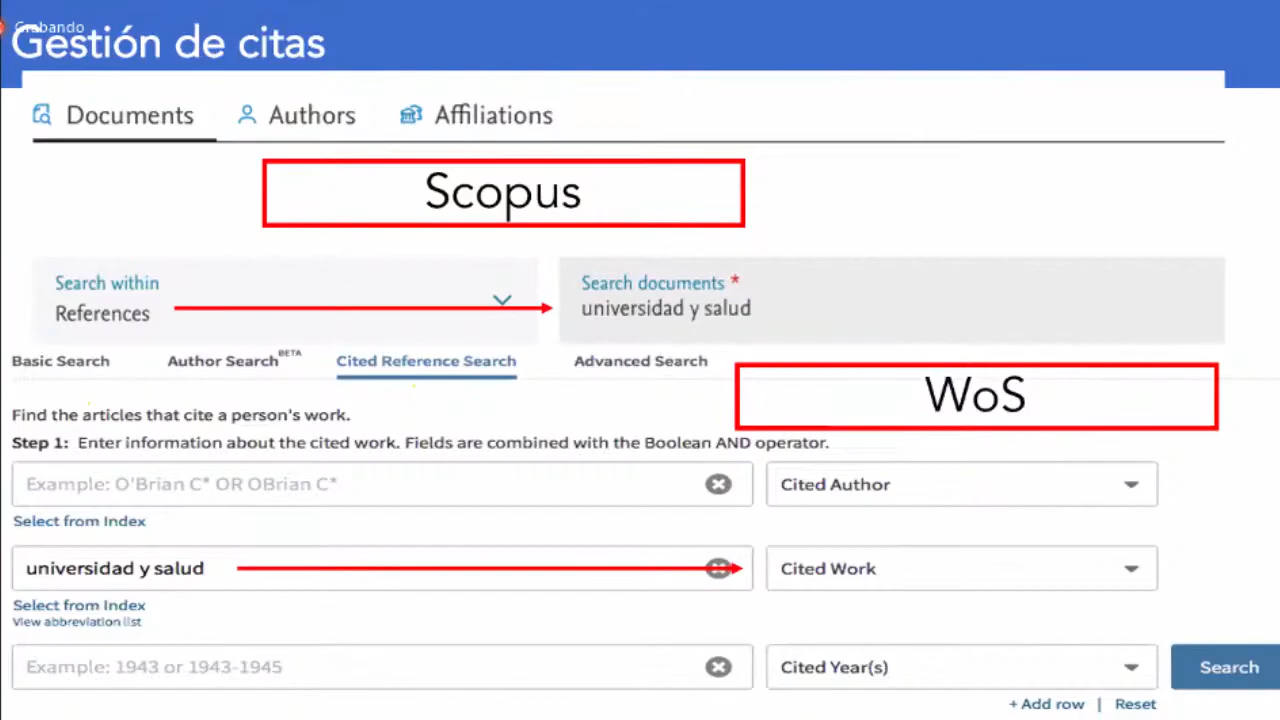 Grabando
Gestión de citas
Documents Authors Affiliations
Scopus
Search within
References
Search documents *
universidad y salud
Basic Search Author Search BETA Cited Reference Search Advanced Search
WoS
Find the articles that cite a person's work.
Step 1: Enter information about the cited work. Fields are combined with the Boolean AND operator.
Example: O'Brian C* OR OBrian C* Cited Author
Select from Index
universidad y salud Cited Work
Select from Index
View abbreviation list
Example: 1943 or 1943-1945 Cited Year(s) Search
+ Add row | Reset